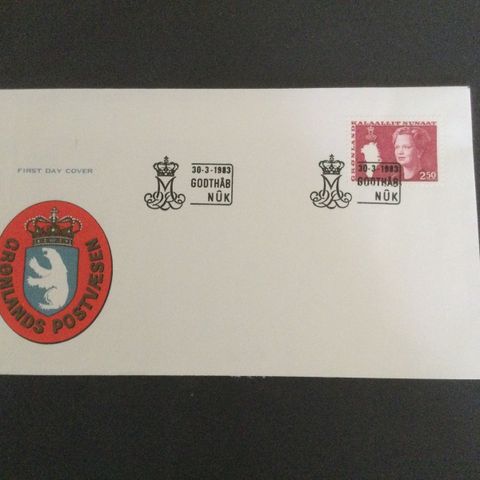 FIRST DAY COVER
GRØNLANDS POSTVÆSEN
30-3-1983
GODTHÅB
NÛK
30-3-1983
GODTHÅB
NÛK
GRØNLAND
KALAALLIT NUNAAT
2.50